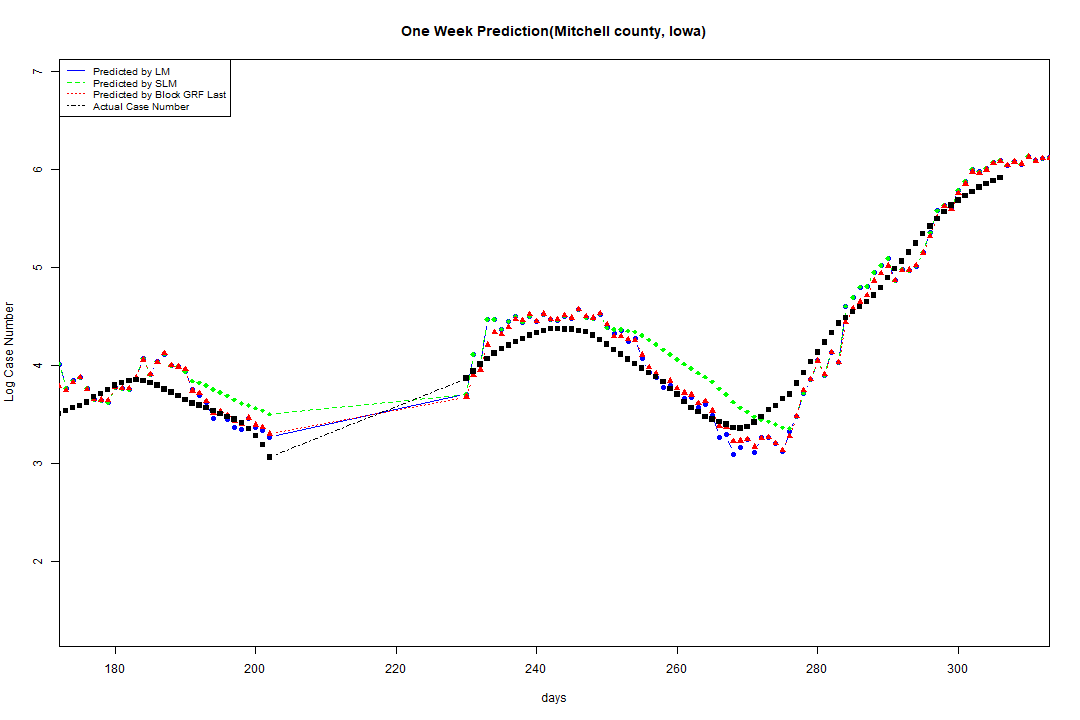 One Week Prediction(Mitchell county, Iowa)
Predicted by LM
Predicted by SLM
Predicted by Block GRF Last
Actual Case Number
7
6
5
4
3
2
Log Case Number
180 200 220 240 260 280 300
days